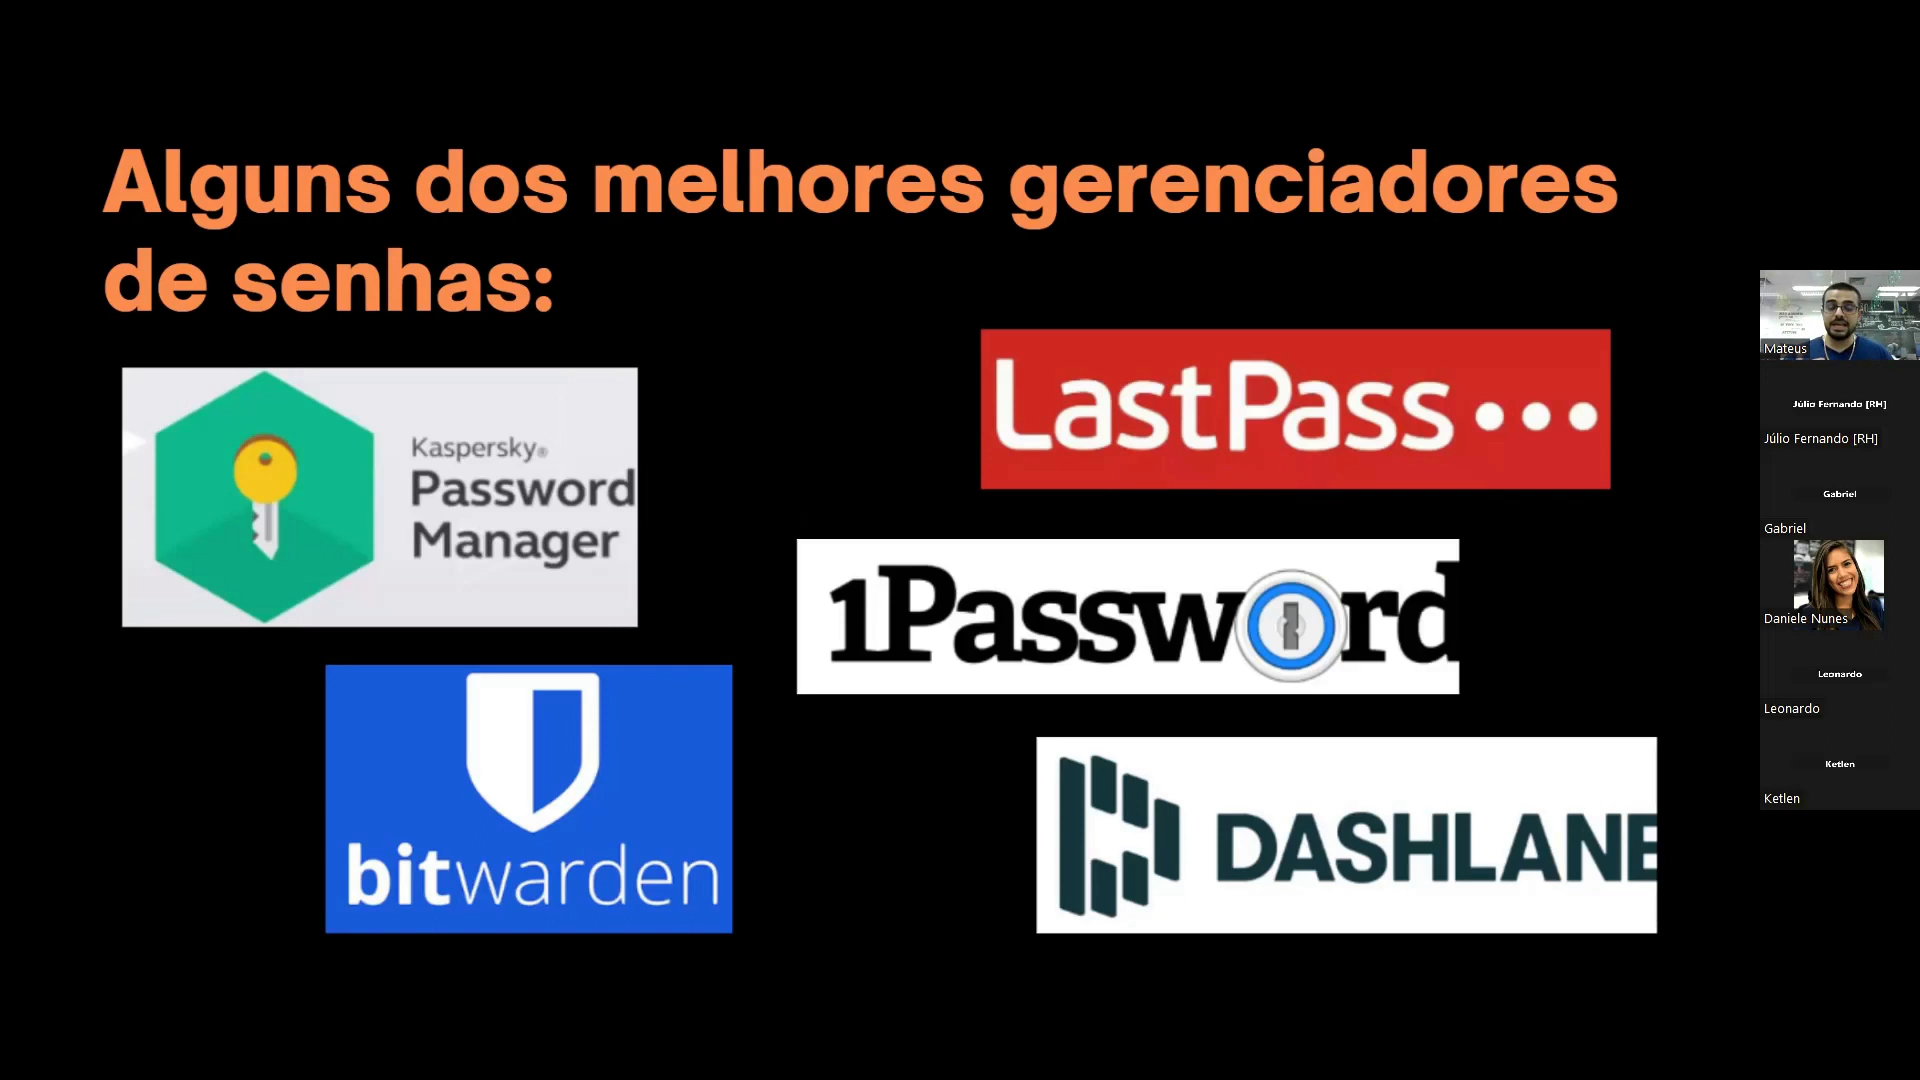 Alguns dos melhores gerenciadores
de senhas:
Kaspersky®
Password
Manager
LastPass•••
1Password
bitwarden
DASHLANE
Mateus
Júlio Fernando [RH]
Júlio Fernando [RH]
Gabriel
Gabriel
Daniele Nunes
Leonardo
Leonardo
Ketlen
Ketlen